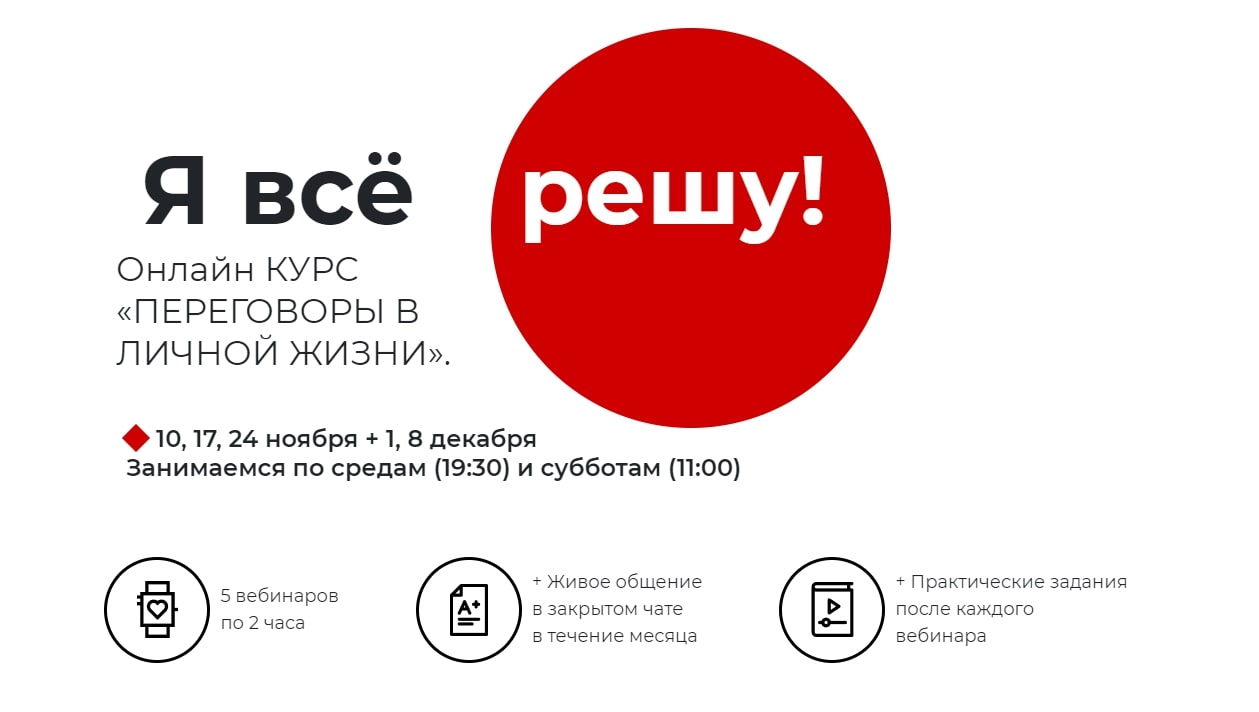 Я всё решу!
Онлайн КУРС
«ПЕРЕГОВОРЫ В
ЛИЧНОЙ ЖИЗНИ».
10, 17, 24 ноября + 1, 8 декабря
Занимаемся по средам (19:30) и субботам (11:00)
5 вебинаров
по 2 часа
A+
+ Живое общение
в закрытом чате
в течение месяца
+ Практические задания
после каждого
вебинара